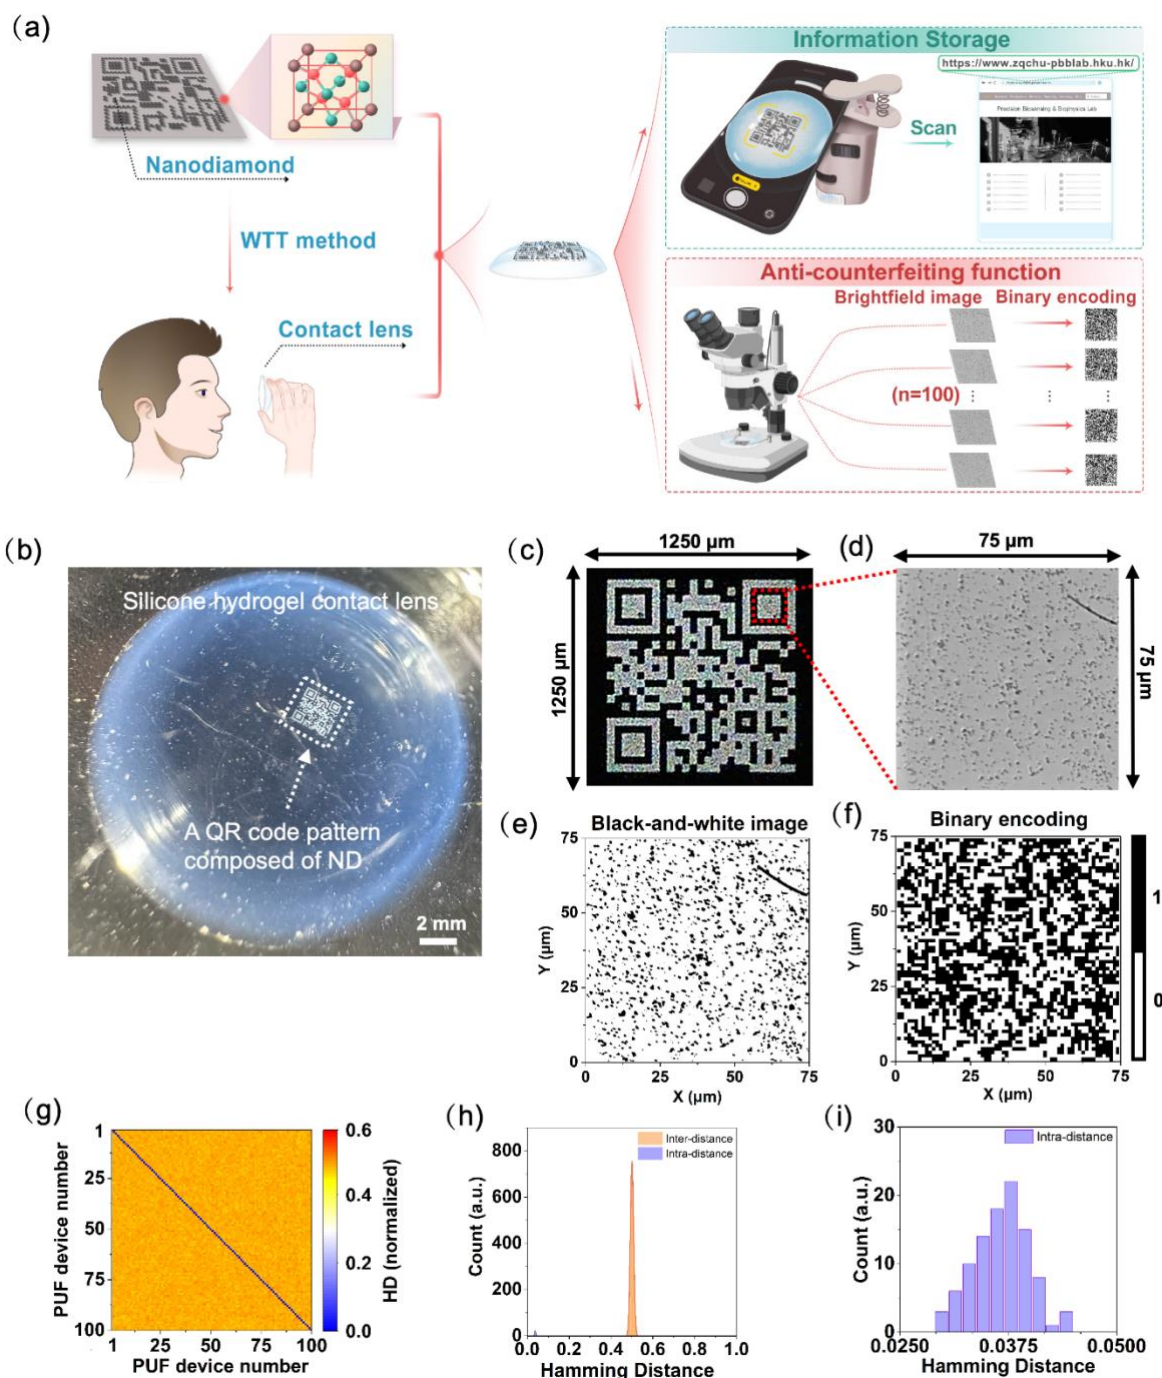 (a)
Nanodiamond
WTT method
Contact lens
Information Storage
https://www.zqchu-pbblab.hku.hk/
Scan
Precision Biosensing & Biophysics Lab
Anti-counterfeiting function
Brightfield image
Binary encoding
(n=100)
(b)
Silicone hydrogel contact lens
A QR code pattern
composed of ND
2 mm
(c)
1250 µm
1250 µm
(d)
75 µm
75 µm
(e)
Black-and-white image
75
50
25
0
Y (µm)
0
25
50
75
X (µm)
(f)
Binary encoding
75
50
25
0
Y (µm)
0
25
50
75
X (µm)
1
0
(g)
1
25
50
75
100
PUF device number
1
25
50
75
100
PUF device number
0.6
0.4
0.2
0.0
HD (normalized)
(h)
Inter-distance
Intra-distance
800
600
400
200
0
Count (a.u.)
0.0
0.2
0.4
0.6
0.8
1.0
Hamming Distance
(i)
Intra-distance
30
20
10
0
Count (a.u.)
0.0250
0.0375
0.0500
Hamming Distance